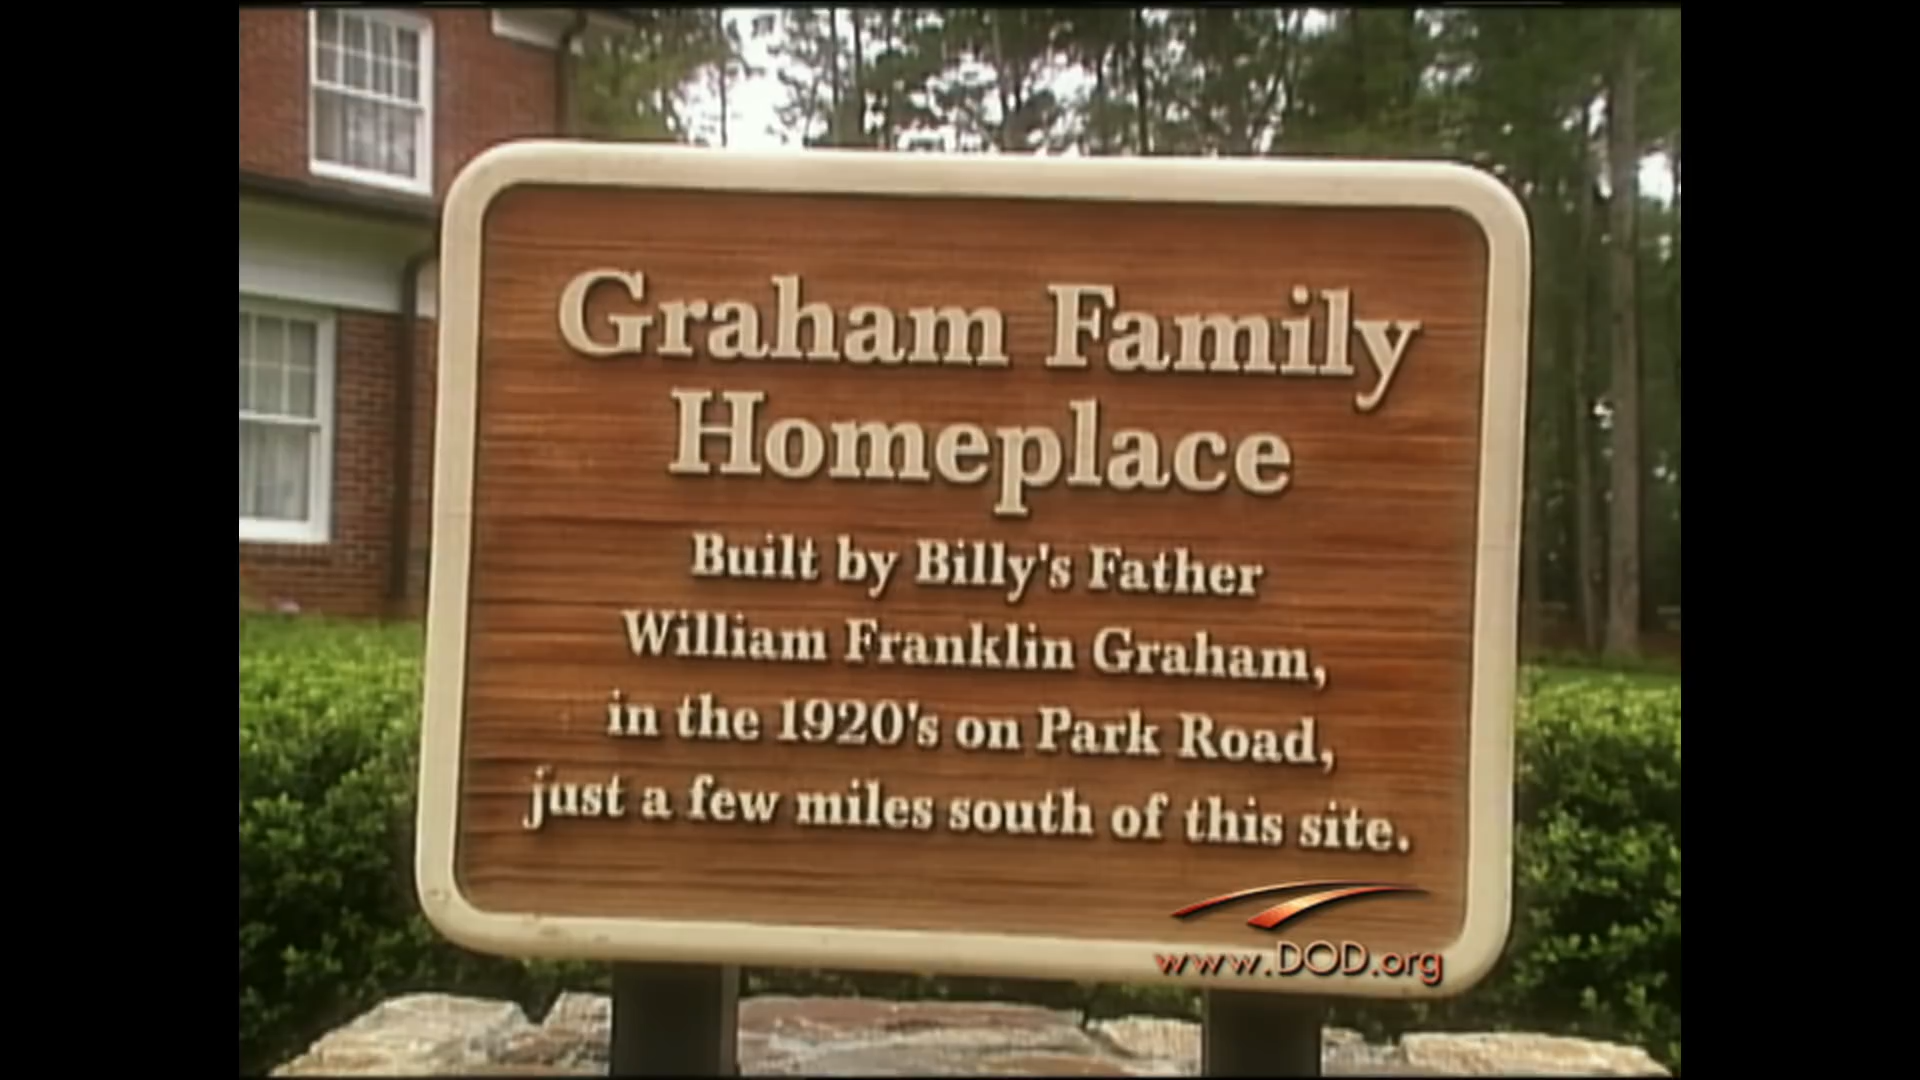 Graham Family
Homeplace
Built by Billy's Father
William Franklin Graham,
in the 1920's on Park Road,
just a few miles south of this site.
www.DOD.org